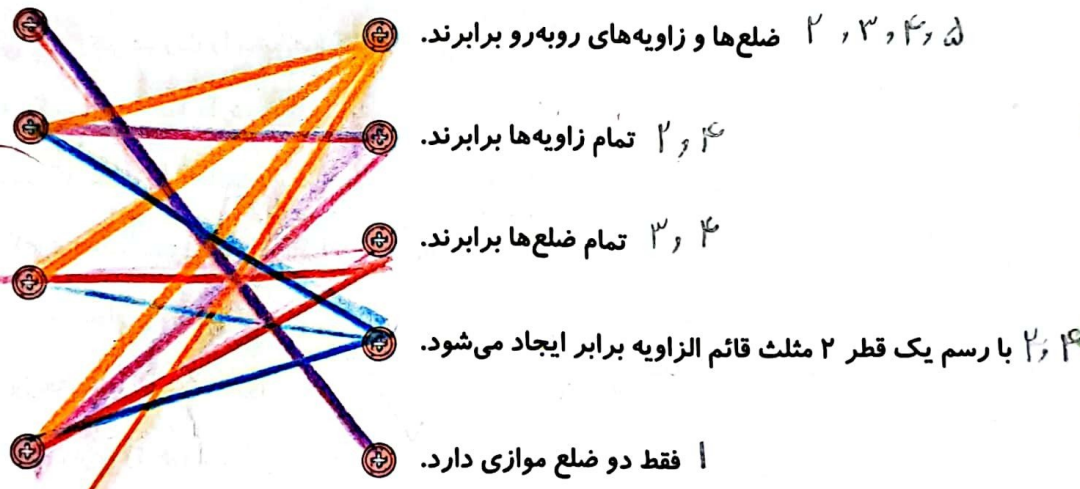 ضلع‌ها و زاویه‌های روبه‌رو برابرند. ۲ , ۳ , ۴ , ۵
تمام زاویه‌ها برابرند. ۲ , ۴
تمام ضلع‌ها برابرند. ۳ , ۴
با رسم یک قطر ۲ مثلث قائم الزاویه برابر ایجاد می‌شود. ۲ , ۴
فقط دو ضلع موازی دارد. ۱